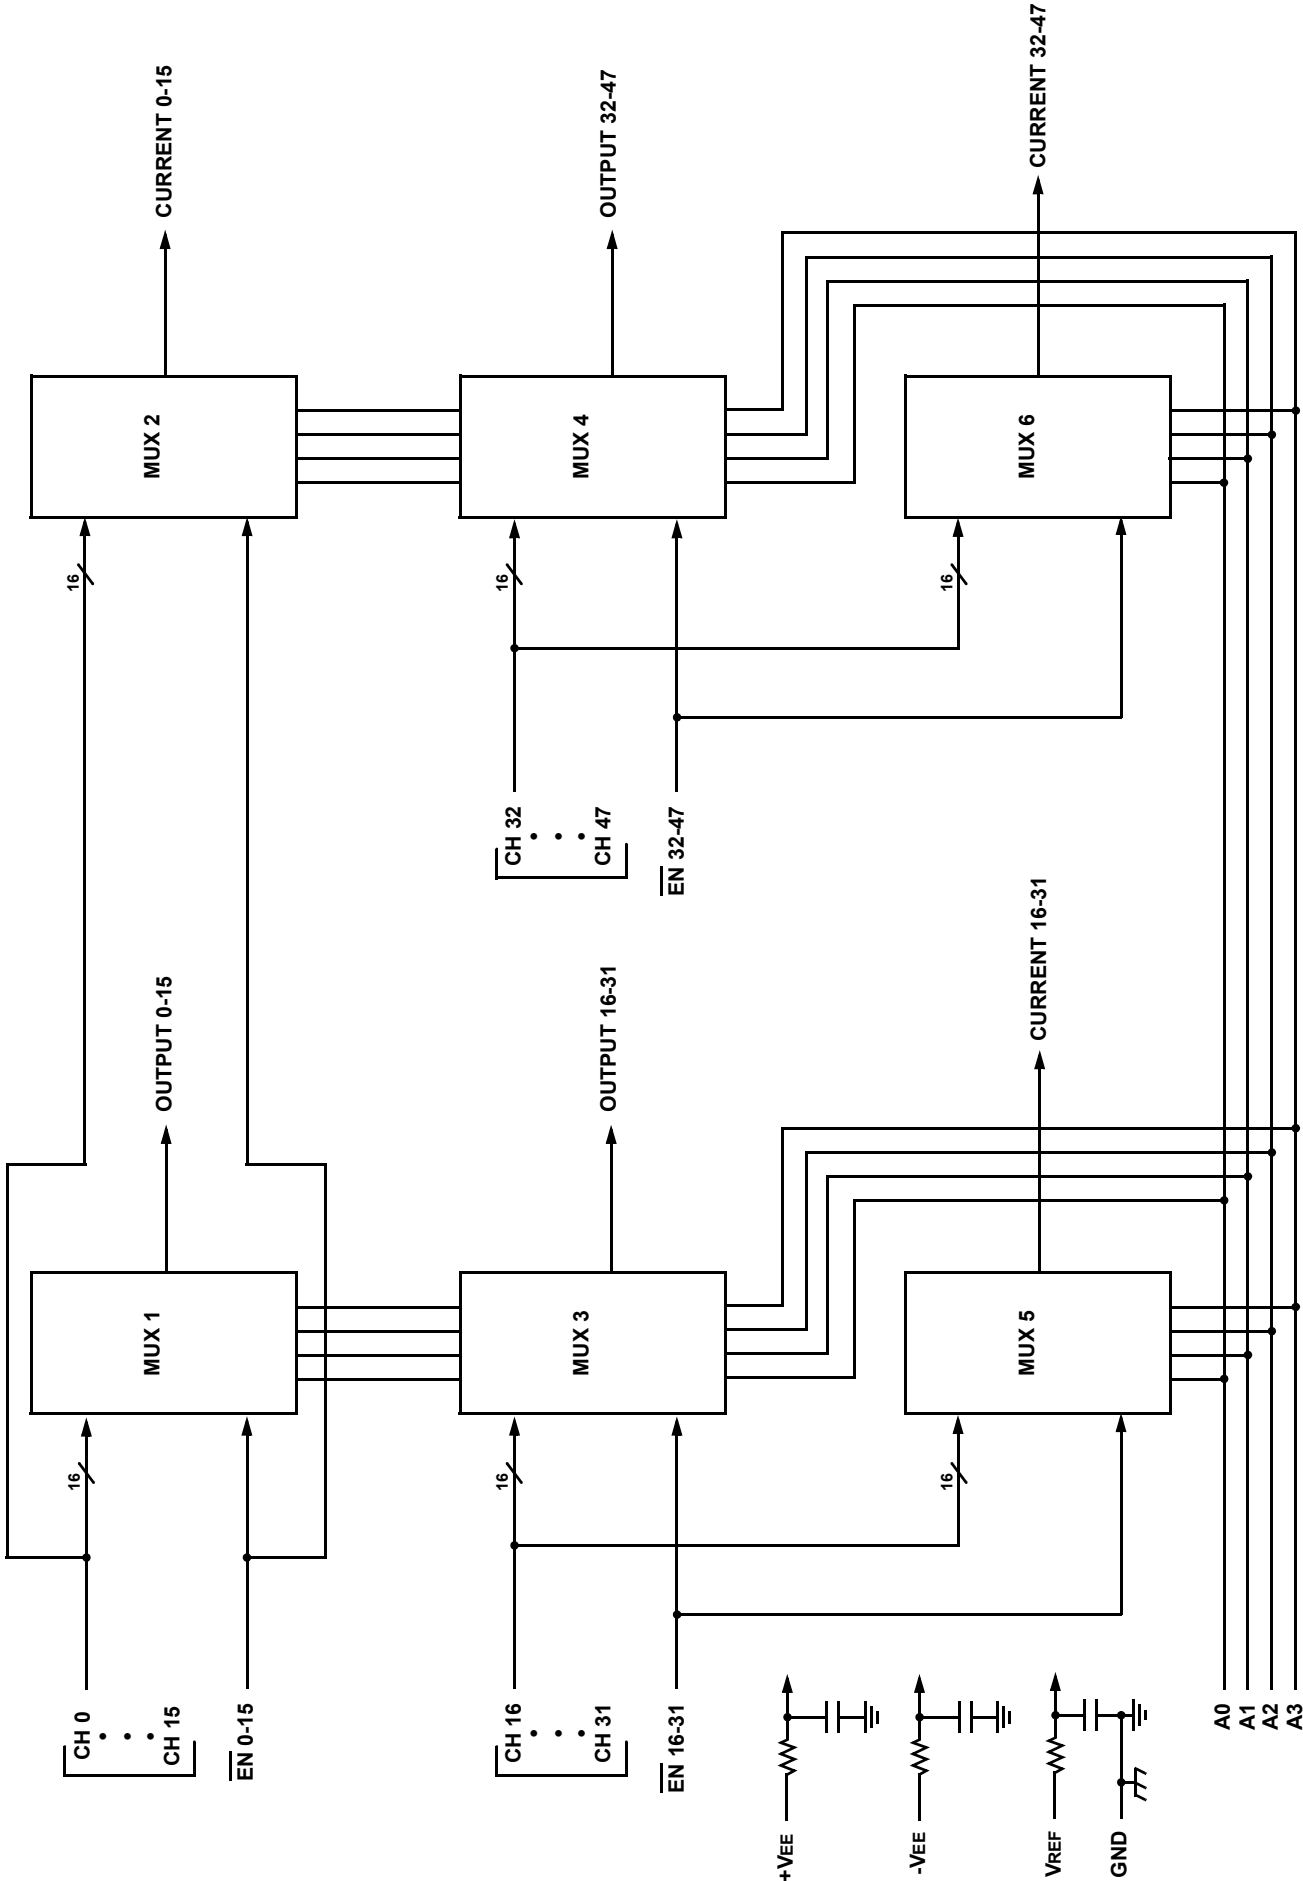 CH 0
CH 15
EN 0-15
16
MUX 1
OUTPUT 0-15
16
MUX 2
CURRENT 0-15
CH 16
CH 31
EN 16-31
16
MUX 3
OUTPUT 16-31
CH 32
CH 47
EN 32-47
16
MUX 4
OUTPUT 32-47
16
MUX 5
CURRENT 16-31
16
MUX 6
CURRENT 32-47
+VEE
-VEE
VREF
GND
A0
A1
A2
A3